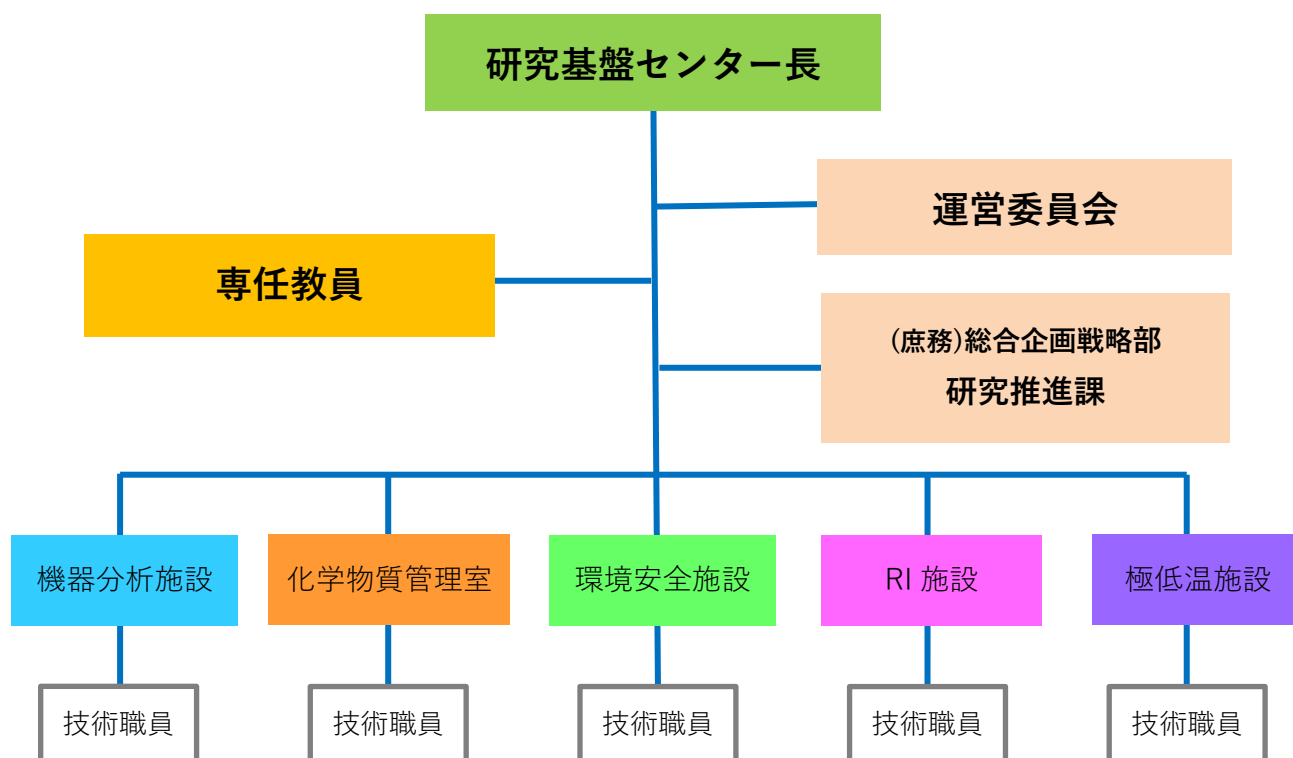 研究基盤センター長
運営委員会
専任教員
(庶務)総合企画戦略部
研究推進課
機器分析施設
化学物質管理室
環境安全施設
RI 施設
極低温施設
技術職員
技術職員
技術職員
技術職員
技術職員